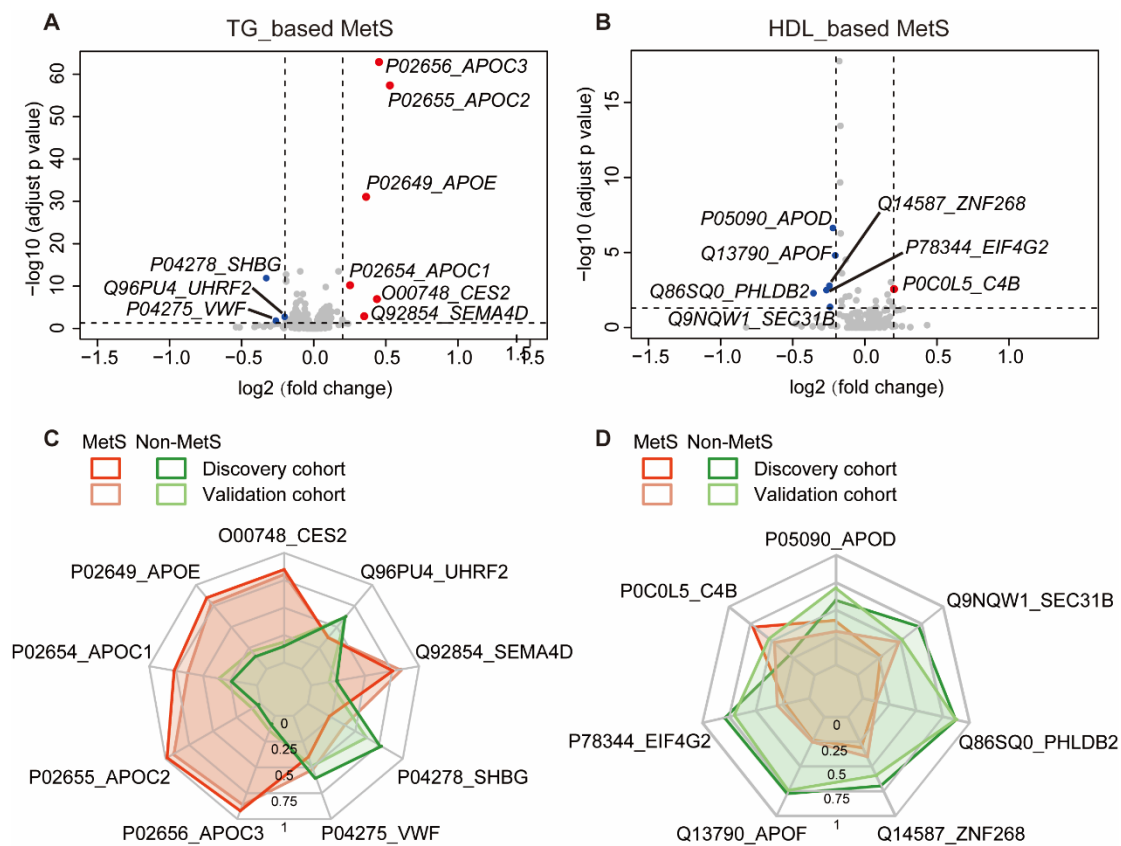 A
TG_based MetS
−log10 (adjust p value)
60
50
40
30
20
10
0
P02656_APOC3
P02655_APOC2
P02649_APOE
P04278_SHBG
Q96PU4_UHRF2
P04275_VWF
P02654_APOC1
O00748_CES2
Q92854_SEMA4D
−1.5
−1.0
−0.5
0.0
0.5
1.0
1.5
1.5
log2 (fold change)
B
HDL_based MetS
−log10 (adjust p value)
15
10
5
0
P05090_APOD
Q14587_ZNF268
Q13790_APOF
P78344_EIF4G2
Q86SQ0_PHLDB2
P0C0L5_C4B
Q9NQW1_SEC31B
−1.5
−1.0
−0.5
0.0
0.5
1.0
log2 (fold change)
C
MetS Non-MetS
Discovery cohort
Validation cohort
O00748_CES2
P02649_APOE
Q96PU4_UHRF2
P02654_APOC1
Q92854_SEMA4D
P02655_APOC2
P04278_SHBG
P02656_APOC3
P04275_VWF
0
0.25
0.5
0.75
1
D
MetS Non-MetS
Discovery cohort
Validation cohort
P05090_APOD
P0C0L5_C4B
Q9NQW1_SEC31B
P78344_EIF4G2
Q86SQ0_PHLDB2
Q13790_APOF
Q14587_ZNF268
0
0.25
0.5
0.75
1